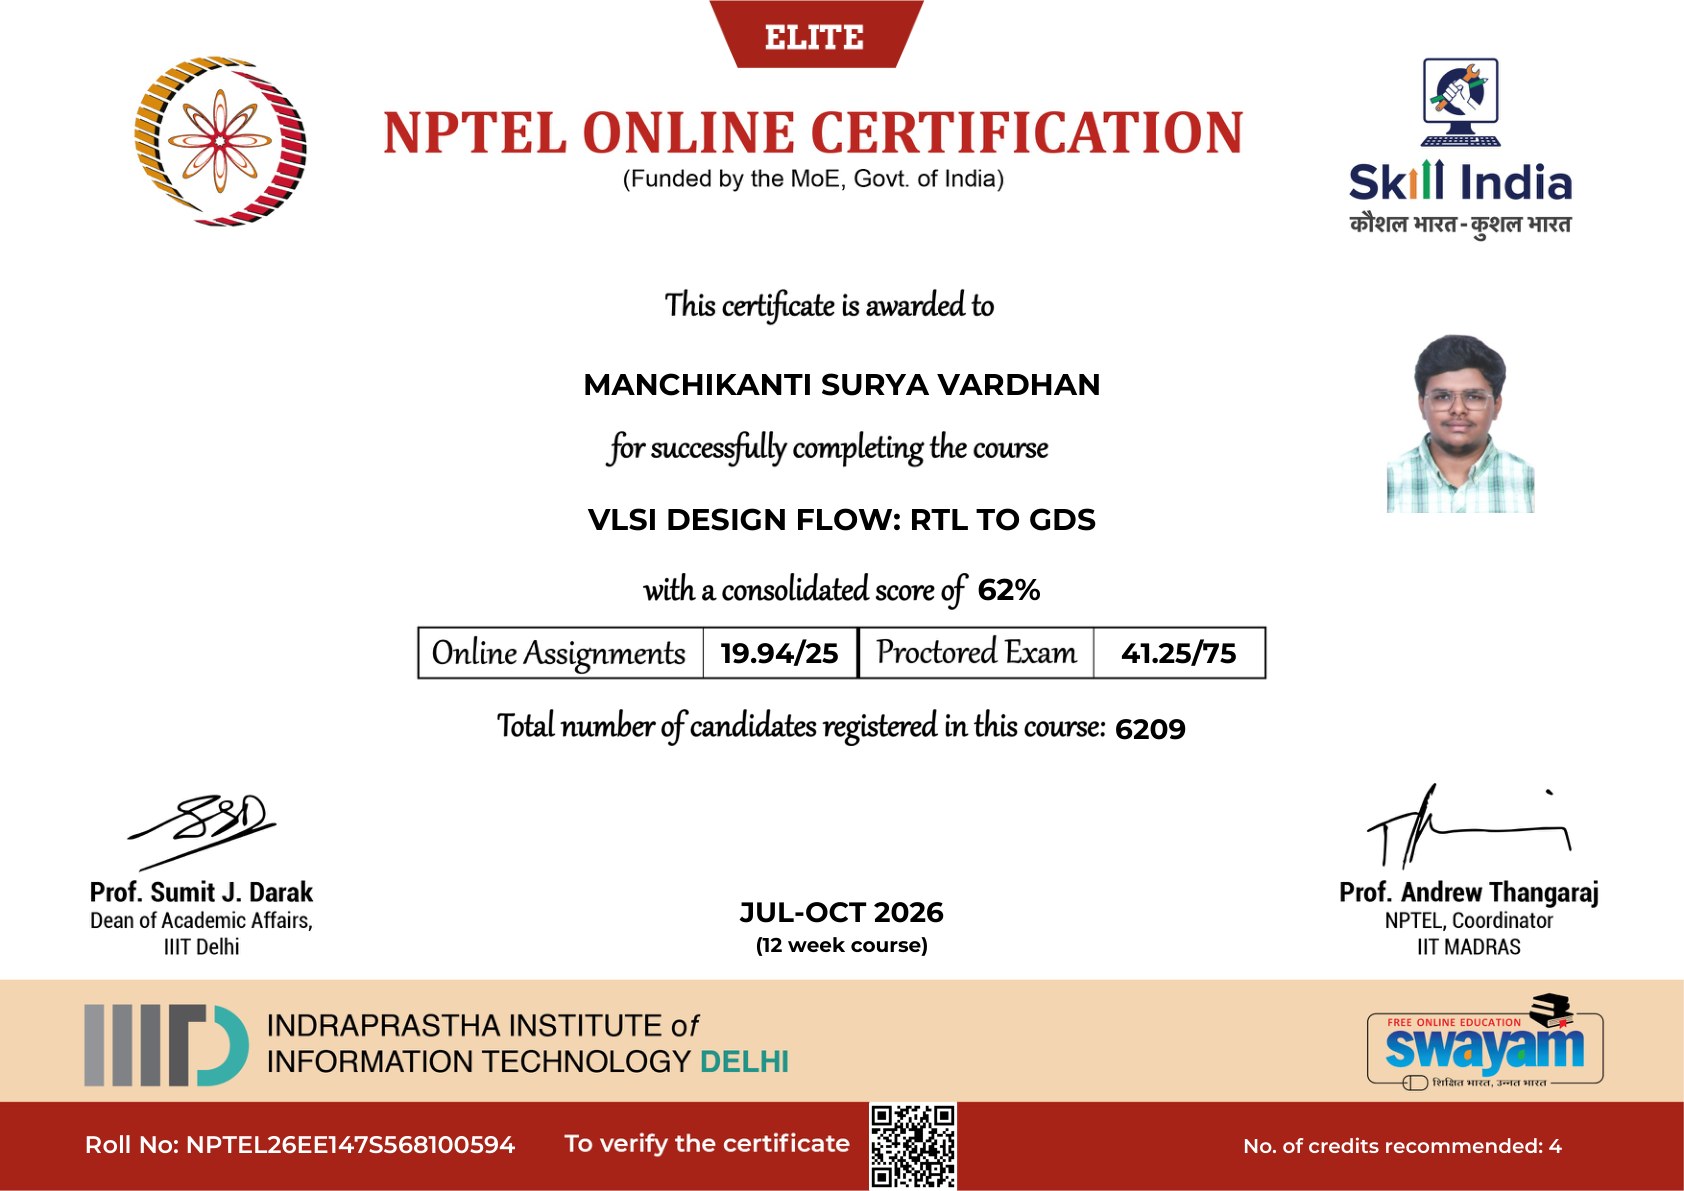 ELITE
NPTEL ONLINE CERTIFICATION
(Funded by the MoE, Govt. of India)
Skill India
कौशल भारत - कुशल भारत
This certificate is awarded to
MANCHIKANTI SURYA VARDHAN
for successfully completing the course
VLSI DESIGN FLOW: RTL TO GDS
with a consolidated score of 62%
Online Assignments 19.94/25 Proctored Exam 41.25/75
Total number of candidates registered in this course: 6209
Prof. Sumit J. Darak
Dean of Academic Affairs,
IIIT Delhi
JUL-OCT 2026
(12 week course)
Prof. Andrew Thangaraj
NPTEL, Coordinator
IIT MADRAS
IIITD
INDRAPRASTHA INSTITUTE of
INFORMATION TECHNOLOGY DELHI
FREE ONLINE EDUCATION
swayam
शिक्षित भारत, उन्नत भारत
Roll No: NPTEL26EE147S568100594
To verify the certificate
No. of credits recommended: 4